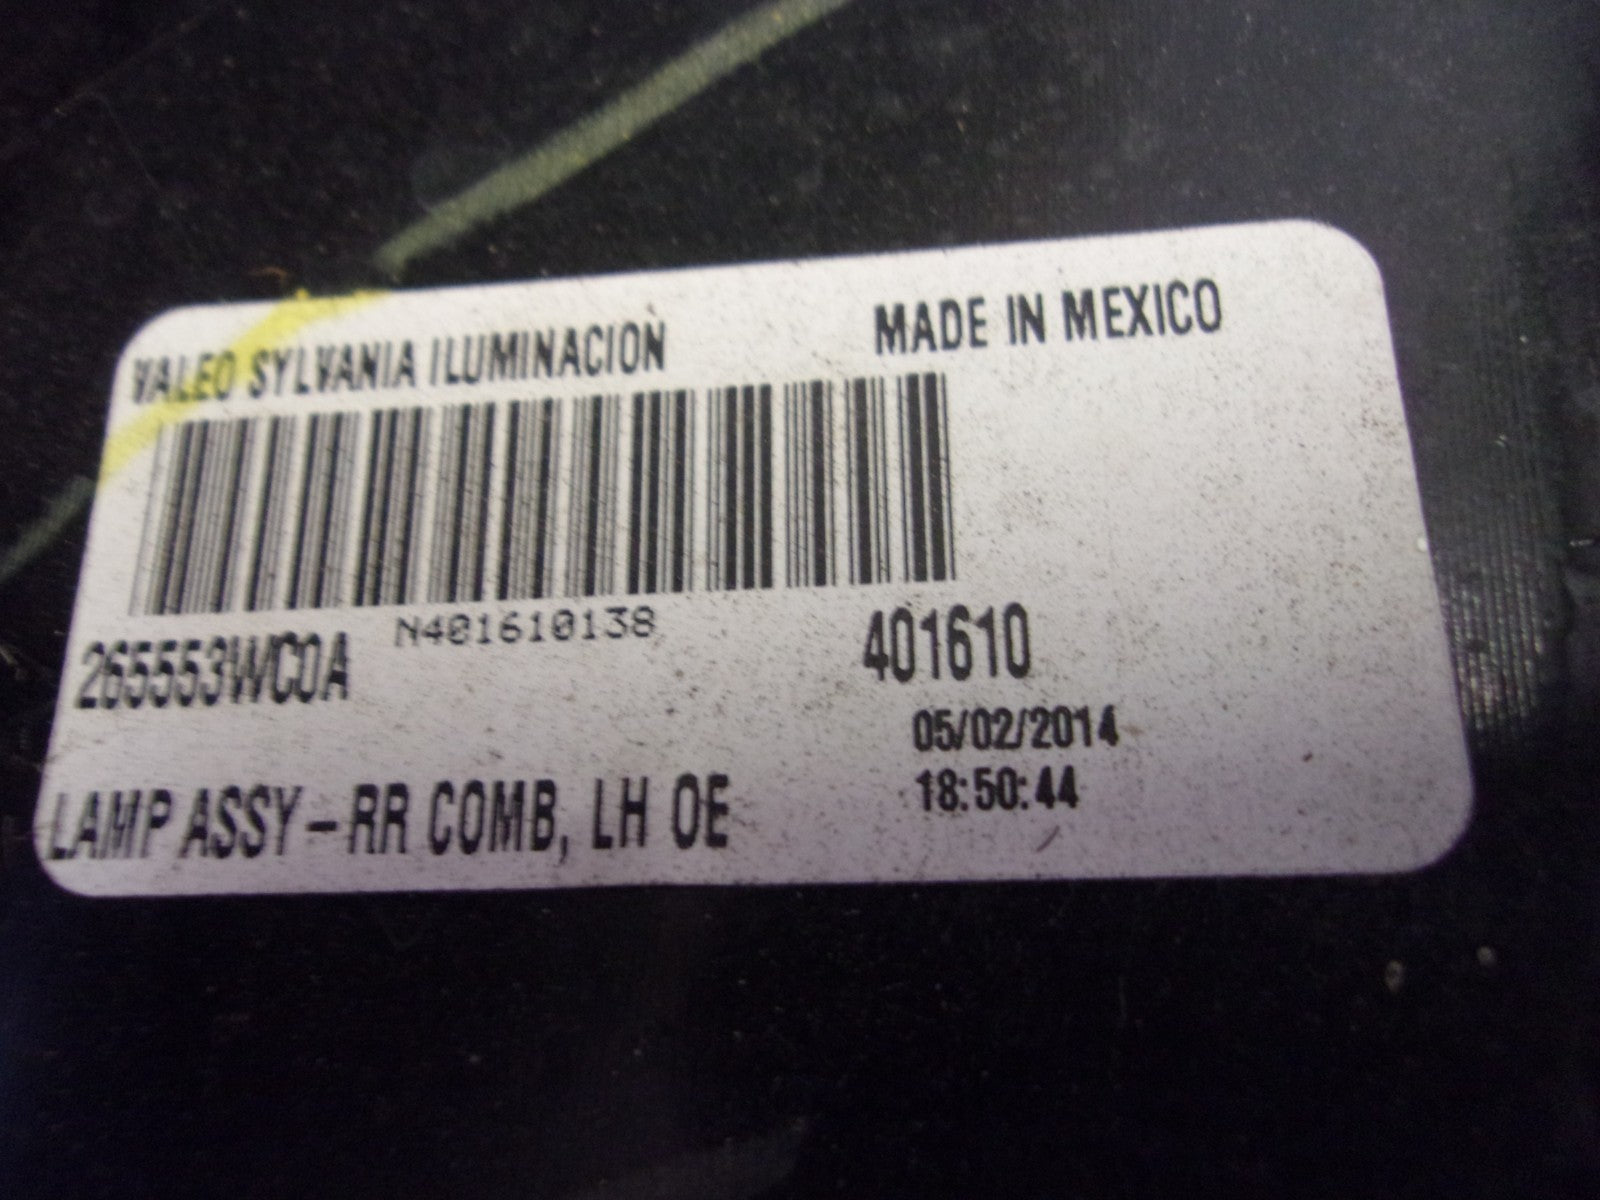 VALEO SYLVANIA ILUMINACION
MADE IN MEXICO
N401610138
265553WC0A
401610
05/02/2014
18:50:44
LAMP ASSY-RR COMB, LH OE